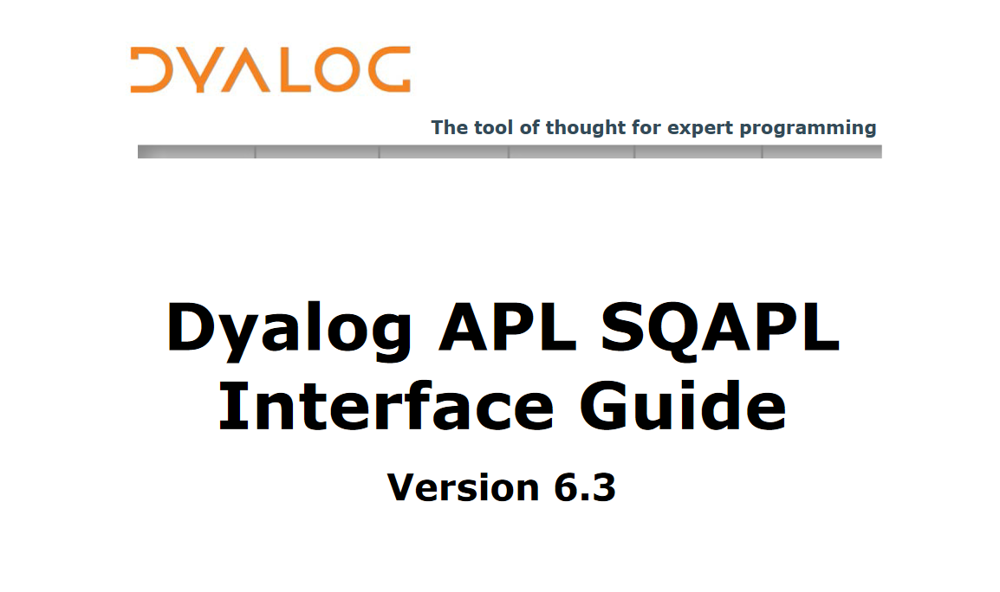 DYALOG
The tool of thought for expert programming
Dyalog APL SQAPL
Interface Guide
Version 6.3